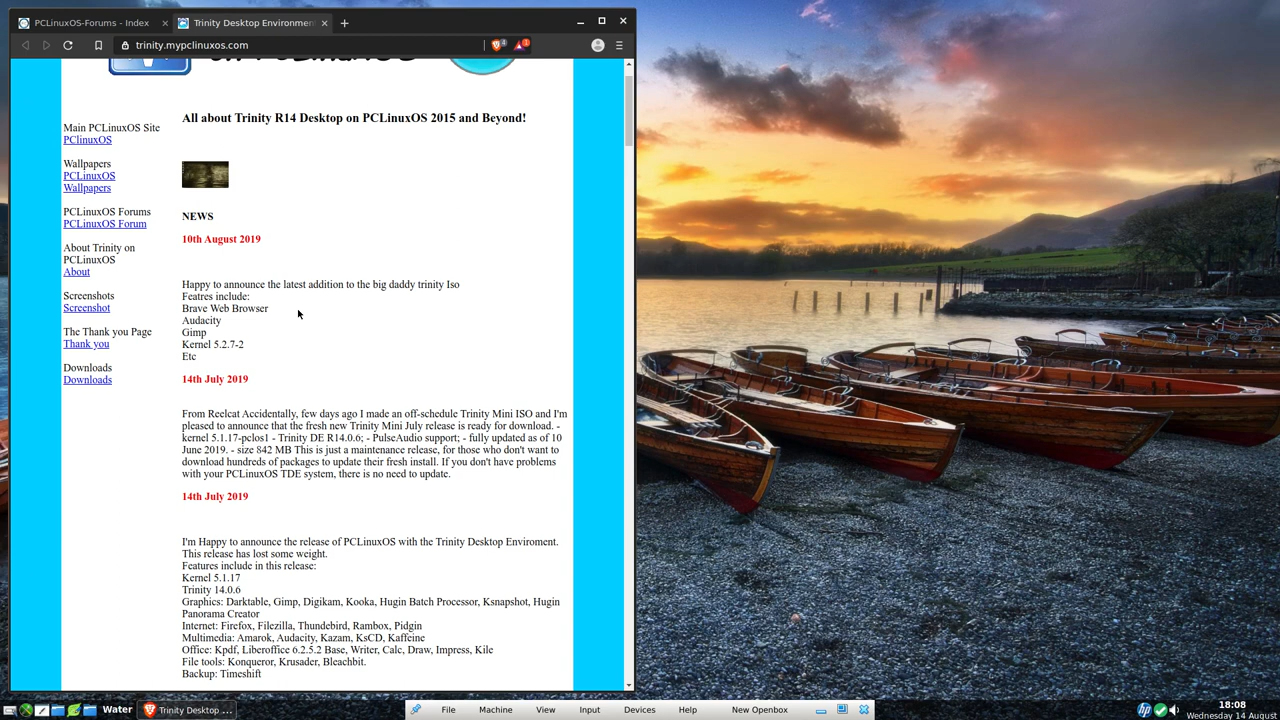 PCLinuxOS-Forums - Index
Trinity Desktop Environmen
trinity.mypclinuxos.com
4
1
on PCLinuxOS
All about Trinity R14 Desktop on PCLinuxOS 2015 and Beyond!
Main PCLinuxOS Site
PClinuxOS
Wallpapers
PCLinuxOS
Wallpapers
PCLinuxOS Forums
PCLinuxOS Forum
About Trinity on
PCLinuxOS
About
Screenshots
Screenshot
The Thank you Page
Thank you
Downloads
Downloads
NEWS
10th August 2019
Happy to announce the latest addition to the big daddy trinity Iso
Featres include:
Brave Web Browser
Audacity
Gimp
Kernel 5.2.7-2
Etc
14th July 2019
From Reelcat Accidentally, few days ago I made an off-schedule Trinity Mini ISO and I'm
pleased to announce that the fresh new Trinity Mini July release is ready for download. -
kernel 5.1.17-pclos1 - Trinity DE R14.0.6; - PulseAudio support; - fully updated as of 10
June 2019. - size 842 MB This is just a maintenance release, for those who don't want to
download hundreds of packages to update their fresh install. If you don't have problems
with your PCLinuxOS TDE system, there is no need to update.
14th July 2019
I'm Happy to announce the release of PCLinuxOS with the Trinity Desktop Enviroment.
This release has lost some weight.
Features include in this release:
Kernel 5.1.17
Trinity 14.0.6
Graphics: Darktable, Gimp, Digikam, Kooka, Hugin Batch Processor, Ksnapshot, Hugin
Panorama Creator
Internet: Firefox, Filezilla, Thundebird, Rambox, Pidgin
Multimedia: Amarok, Audacity, Kazam, KsCD, Kaffeine
Office: Kpdf, Liberoffice 6.2.5.2 Base, Writer, Calc, Draw, Impress, Kile
File tools: Konqueror, Krusader, Bleachbit.
Backup: Timeshift
Water
Trinity Desktop ...
File Machine View Input Devices Help New Openbox
hp
18:08
Wednesday 14 August